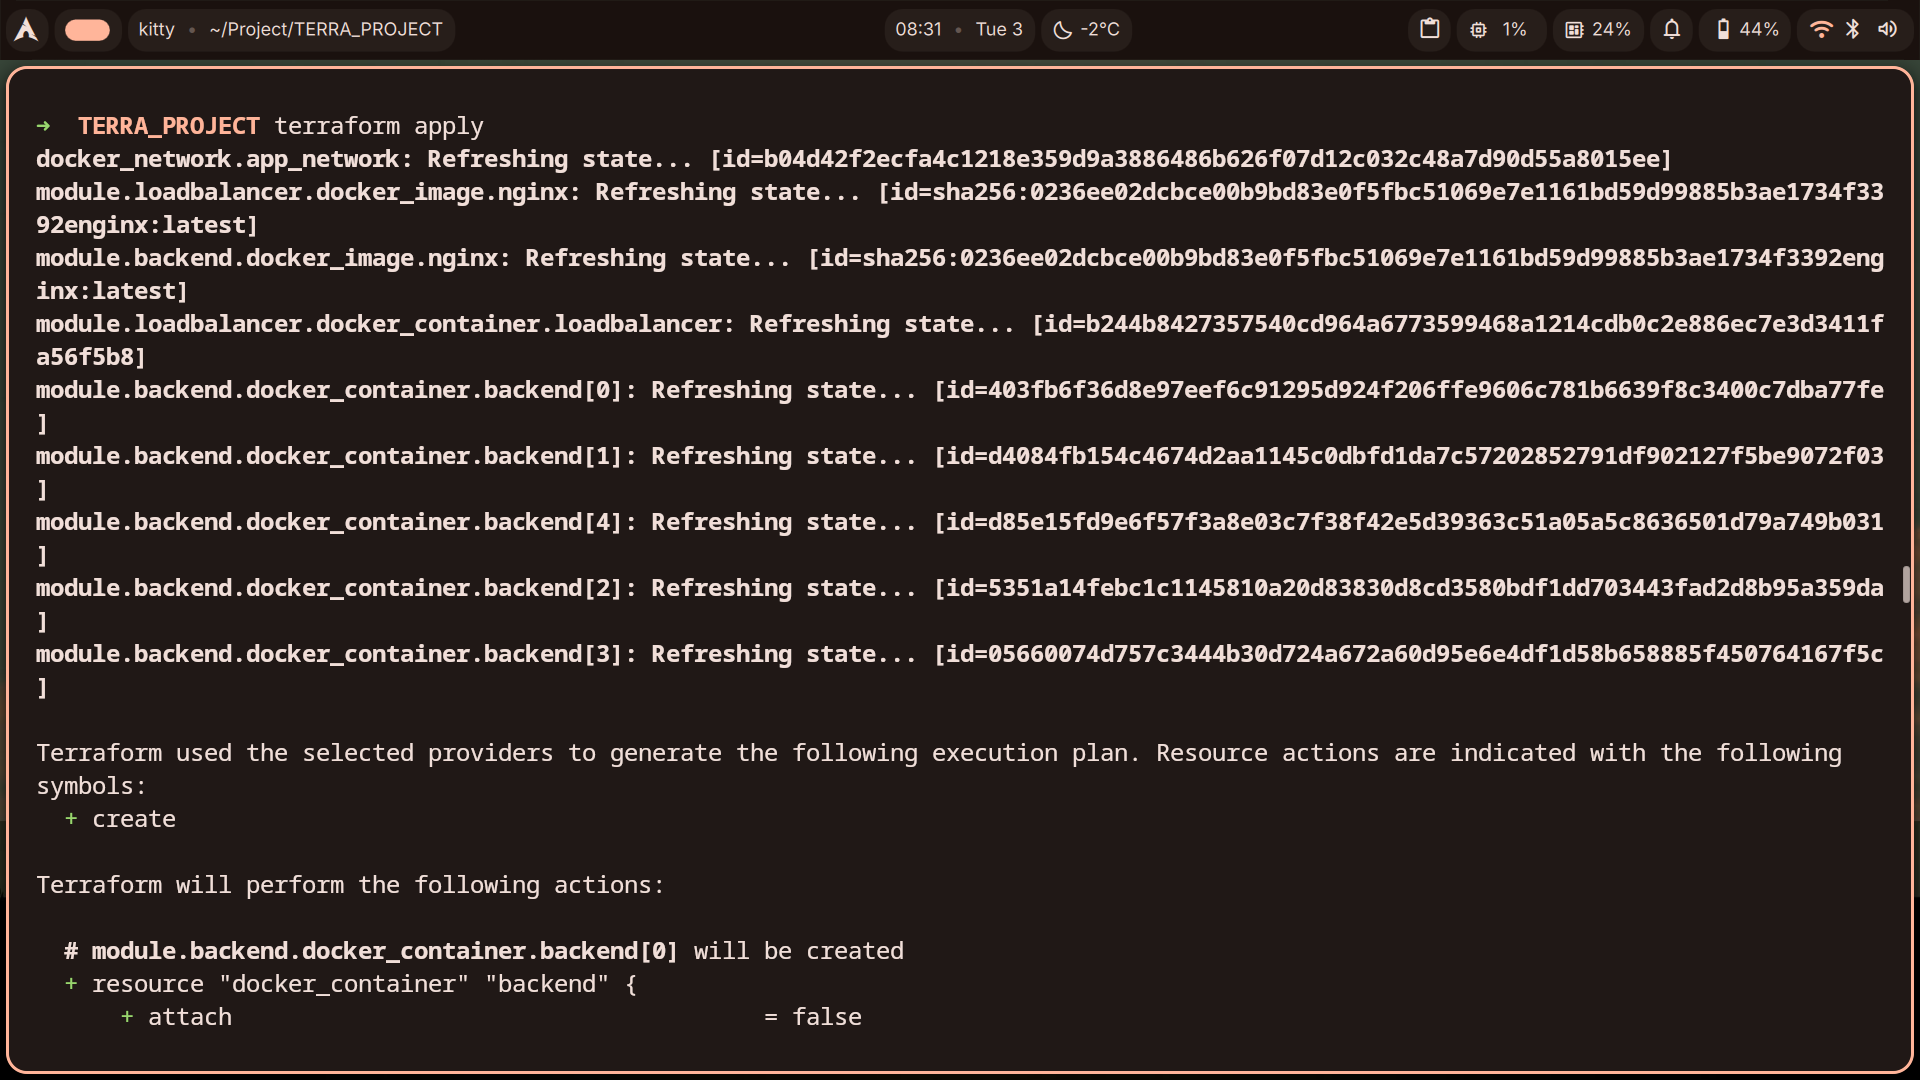 kitty • ~/Project/TERRA_PROJECT 08:31 • Tue 3 -2°C 1% 24% 44%
➜ TERRA_PROJECT terraform apply
docker_network.app_network: Refreshing state... [id=b04d42f2ecfa4c1218e359d9a3886486b626f07d12c032c48a7d90d55a8015ee]
module.loadbalancer.docker_image.nginx: Refreshing state... [id=sha256:0236ee02dcbce00b9bd83e0f5fbc51069e7e1161bd59d99885b3ae1734f33
92enginx:latest]
module.backend.docker_image.nginx: Refreshing state... [id=sha256:0236ee02dcbce00b9bd83e0f5fbc51069e7e1161bd59d99885b3ae1734f3392eng
inx:latest]
module.loadbalancer.docker_container.loadbalancer: Refreshing state... [id=b244b8427357540cd964a6773599468a1214cdb0c2e886ec7e3d3411f
a56f5b8]
module.backend.docker_container.backend[0]: Refreshing state... [id=403fb6f36d8e97eef6c91295d924f206ffe9606c781b6639f8c3400c7dba77fe
]
module.backend.docker_container.backend[1]: Refreshing state... [id=d4084fb154c4674d2aa1145c0dbfd1da7c57202852791df902127f5be9072f03
]
module.backend.docker_container.backend[4]: Refreshing state... [id=d85e15fd9e6f57f3a8e03c7f38f42e5d39363c51a05a5c8636501d79a749b031
]
module.backend.docker_container.backend[2]: Refreshing state... [id=5351a14febc1c1145810a20d83830d8cd3580bdf1dd703443fad2d8b95a359da
]
module.backend.docker_container.backend[3]: Refreshing state... [id=05660074d757c3444b30d724a672a60d95e6e4df1d58b658885f450764167f5c
]
Terraform used the selected providers to generate the following execution plan. Resource actions are indicated with the following
symbols:
+ create
Terraform will perform the following actions:
# module.backend.docker_container.backend[0] will be created
+ resource "docker_container" "backend" {
+ attach = false